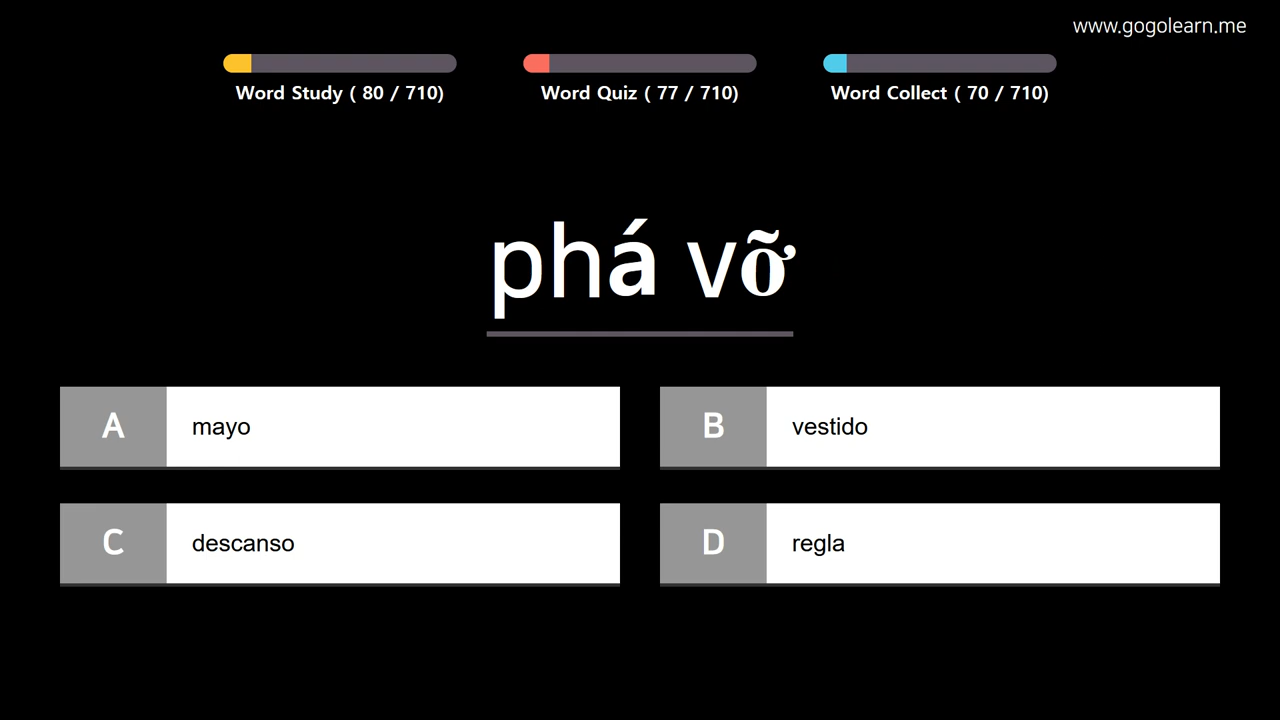 www.gogolearn.me
Word Study ( 80 / 710)
Word Quiz ( 77 / 710)
Word Collect ( 70 / 710)
phá vỡ
A mayo
B vestido
C descanso
D regla